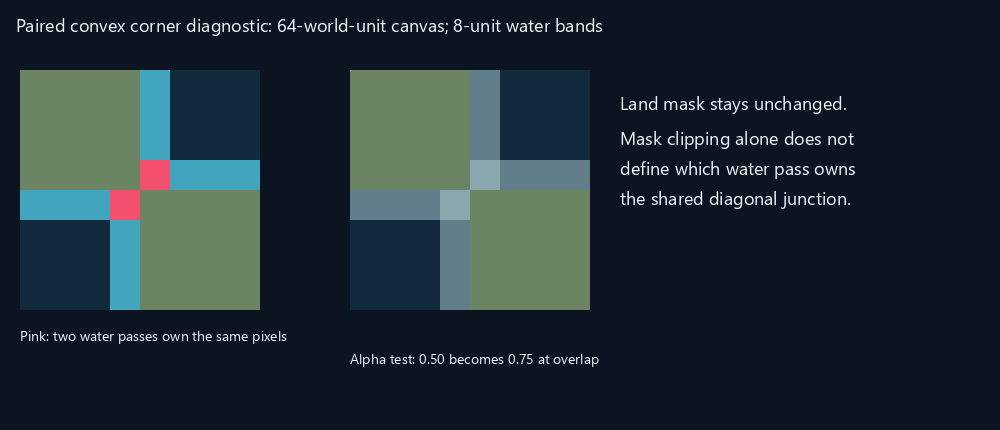 Paired convex corner diagnostic: 64-world-unit canvas; 8-unit water bands
Land mask stays unchanged.
Mask clipping alone does not
define which water pass owns
the shared diagonal junction.
Pink: two water passes own the same pixels
Alpha test: 0.50 becomes 0.75 at overlap